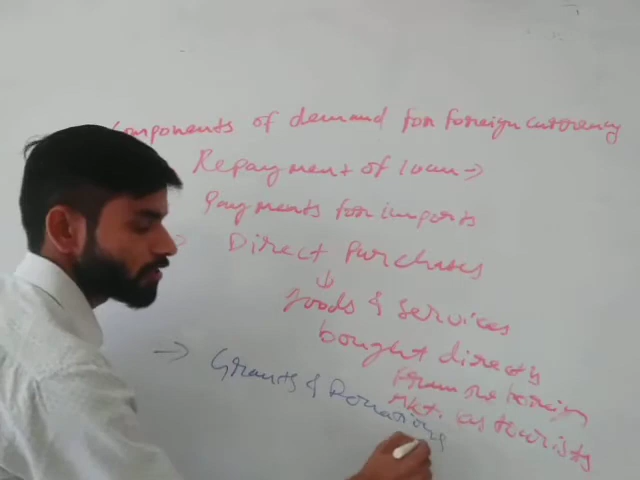 Components of demand for foreign currency
Repayment of loan →
Payments for imports
Direct Purchases
↓
goods & services
bought directly
from the foreign
mkt. as tourists
→ Grants & Donations